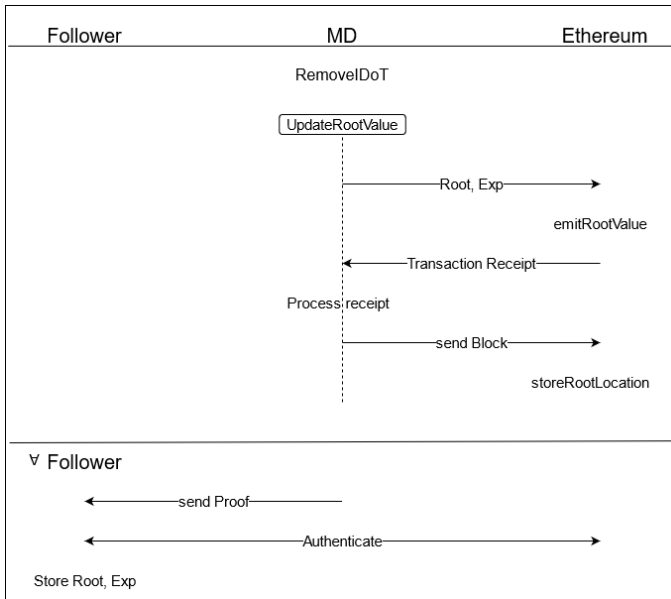 Follower MD Ethereum
RemoveIDoT
UpdateRootValue
Root, Exp
emitRootValue
Transaction Receipt
Process receipt
send Block
storeRootLocation
∀ Follower
send Proof
Authenticate
Store Root, Exp